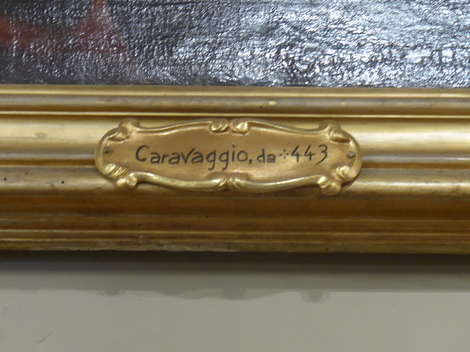 Caravaggio, da ÷ 443